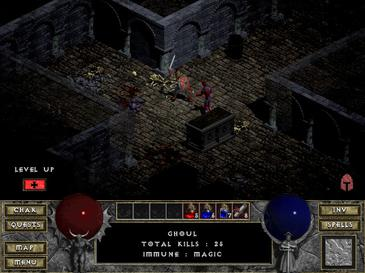 LEVEL UP
CHAR
QUESTS
MAP
MENU
GHOUL
TOTAL KILLS : 25
IMMUNE : MAGIC
INV
SPELLS